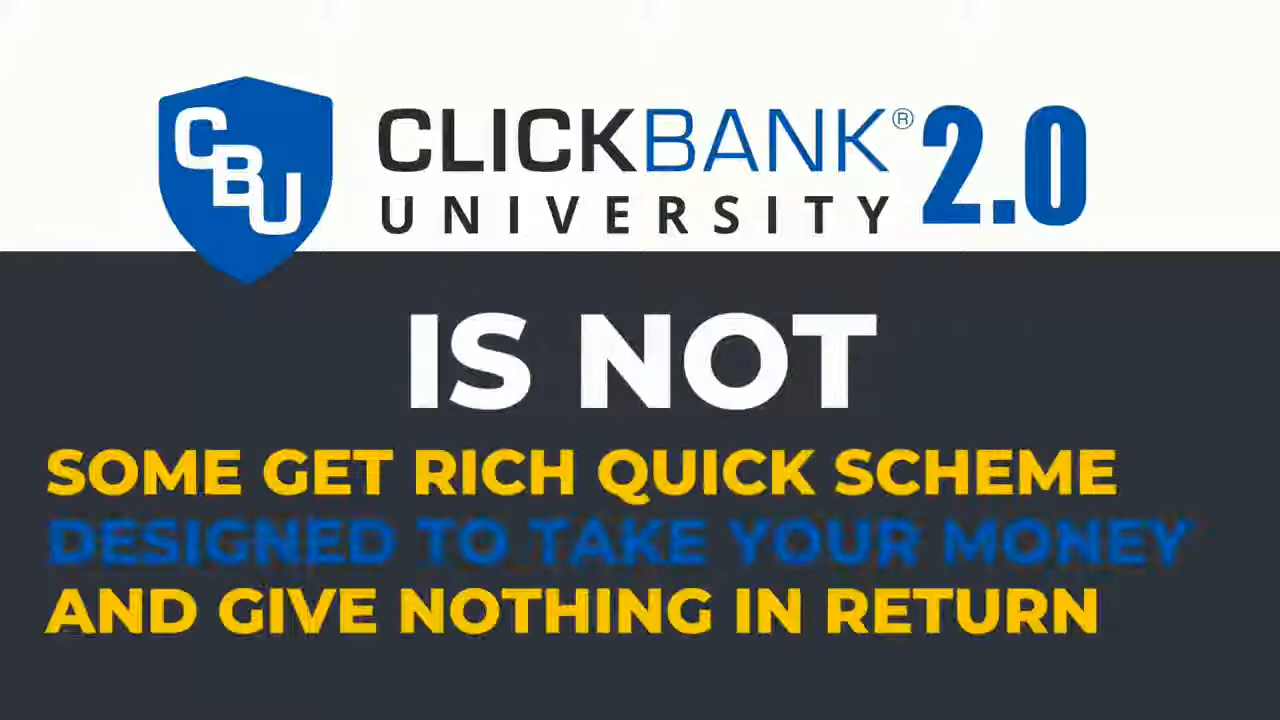 CBU
CLICKBANK® 2.0
UNIVERSITY
IS NOT
SOME GET RICH QUICK SCHEME
DESIGNED TO TAKE YOUR MONEY
AND GIVE NOTHING IN RETURN